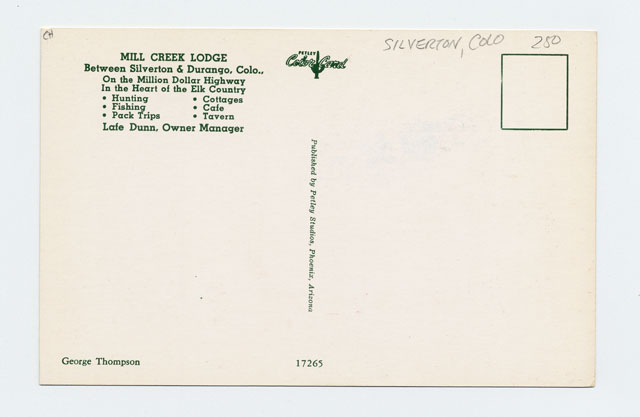 CH
SILVERTON, COLO 250
MILL CREEK LODGE
Between Silverton & Durango, Colo.,
On the Million Dollar Highway
In the Heart of the Elk Country
• Hunting • Cottages
• Fishing • Cafe
• Pack Trips • Tavern
Lafe Dunn, Owner Manager
PETLEY
Color Card
Published by Petley Studios, Phoenix, Arizona
George Thompson
17265